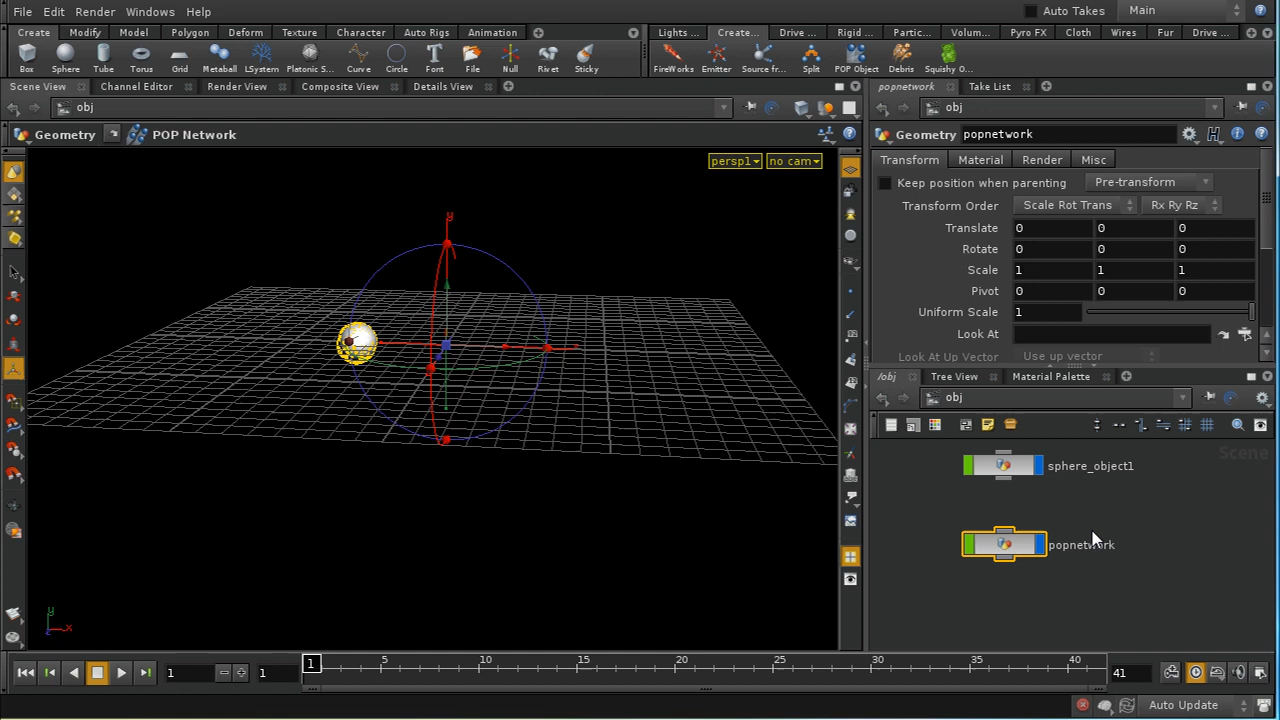 File Edit Render Windows Help Auto Takes Main
Create Modify Model Polygon Deform Texture Character Auto Rigs Animation Lights ... Create... Drive ... Rigid ... Partic... Volum... Pyro FX Cloth Wires Fur Drive ...
Box Sphere Tube Torus Grid Metaball LSystem Platonic S... Curve Circle Font File Null Rivet Sticky FireWorks Emitter Source fr... Split POP Object Debris Squishy O...
Scene View Channel Editor Render View Composite View Details View popnetwork Take List
obj obj
Geometry POP Network Geometry popnetwork
persp1 no cam Transform Material Render Misc
Keep position when parenting Pre-transform
Transform Order Scale Rot Trans Rx Ry Rz
Translate 0 0 0
y Rotate 0 0 0
Scale 1 1 1
Pivot 0 0 0
Uniform Scale 1
Look At
Look At Up Vector Use up vector
/obj Tree View Material Palette
obj
Scene
sphere_object1
popnetwork
y
z x
1 1 1 5 10 15 20 25 30 35 40 41
Auto Update